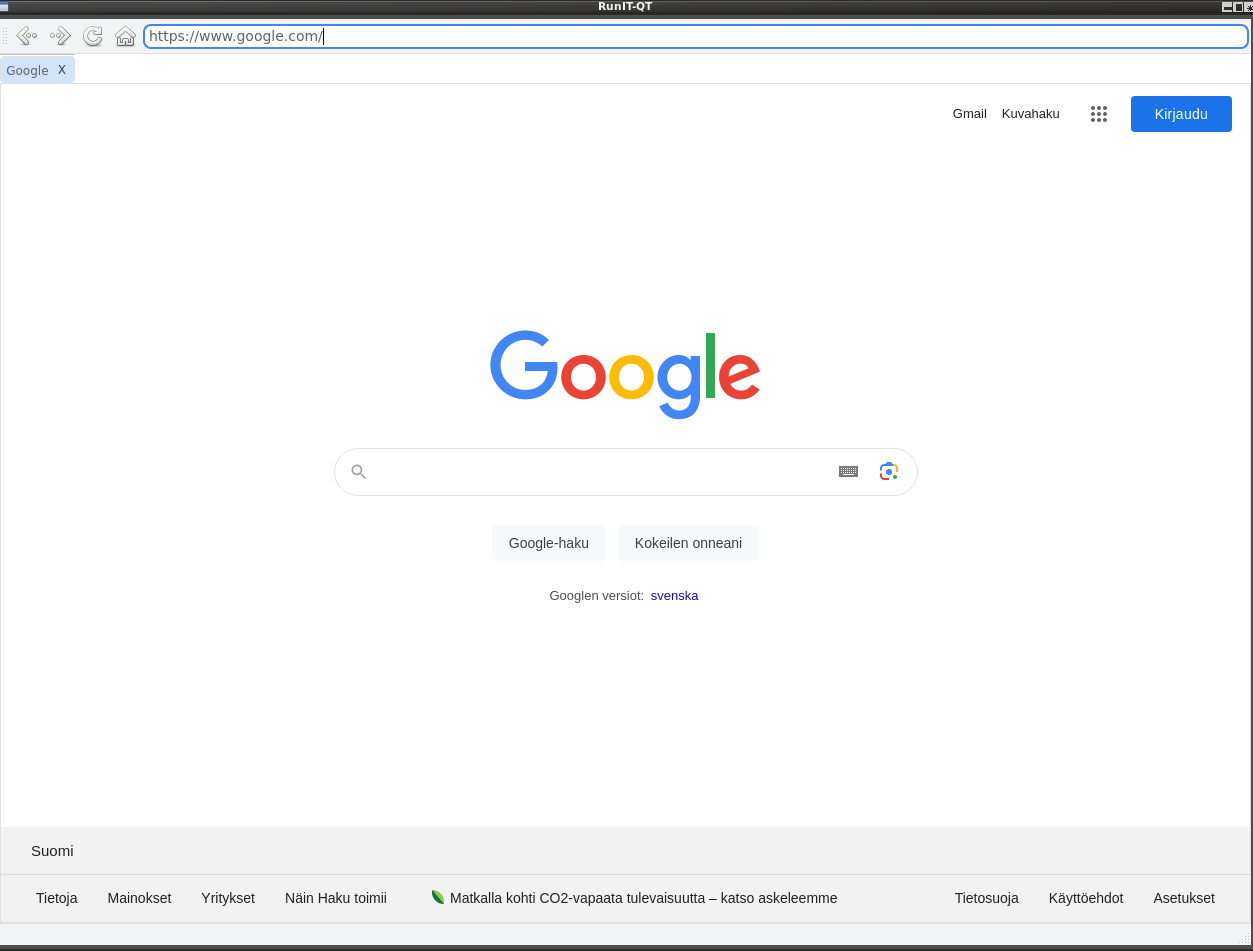 RunIT-QT
https://www.google.com/
Google X
Gmail Kuvahaku Kirjaudu
Google
Google-haku Kokeilen onneani
Googlen versiot: svenska
Suomi
Tietoja Mainokset Yritykset Näin Haku toimii Matkalla kohti CO2-vapaata tulevaisuutta – katso askeleemme Tietosuoja Käyttöehdot Asetukset